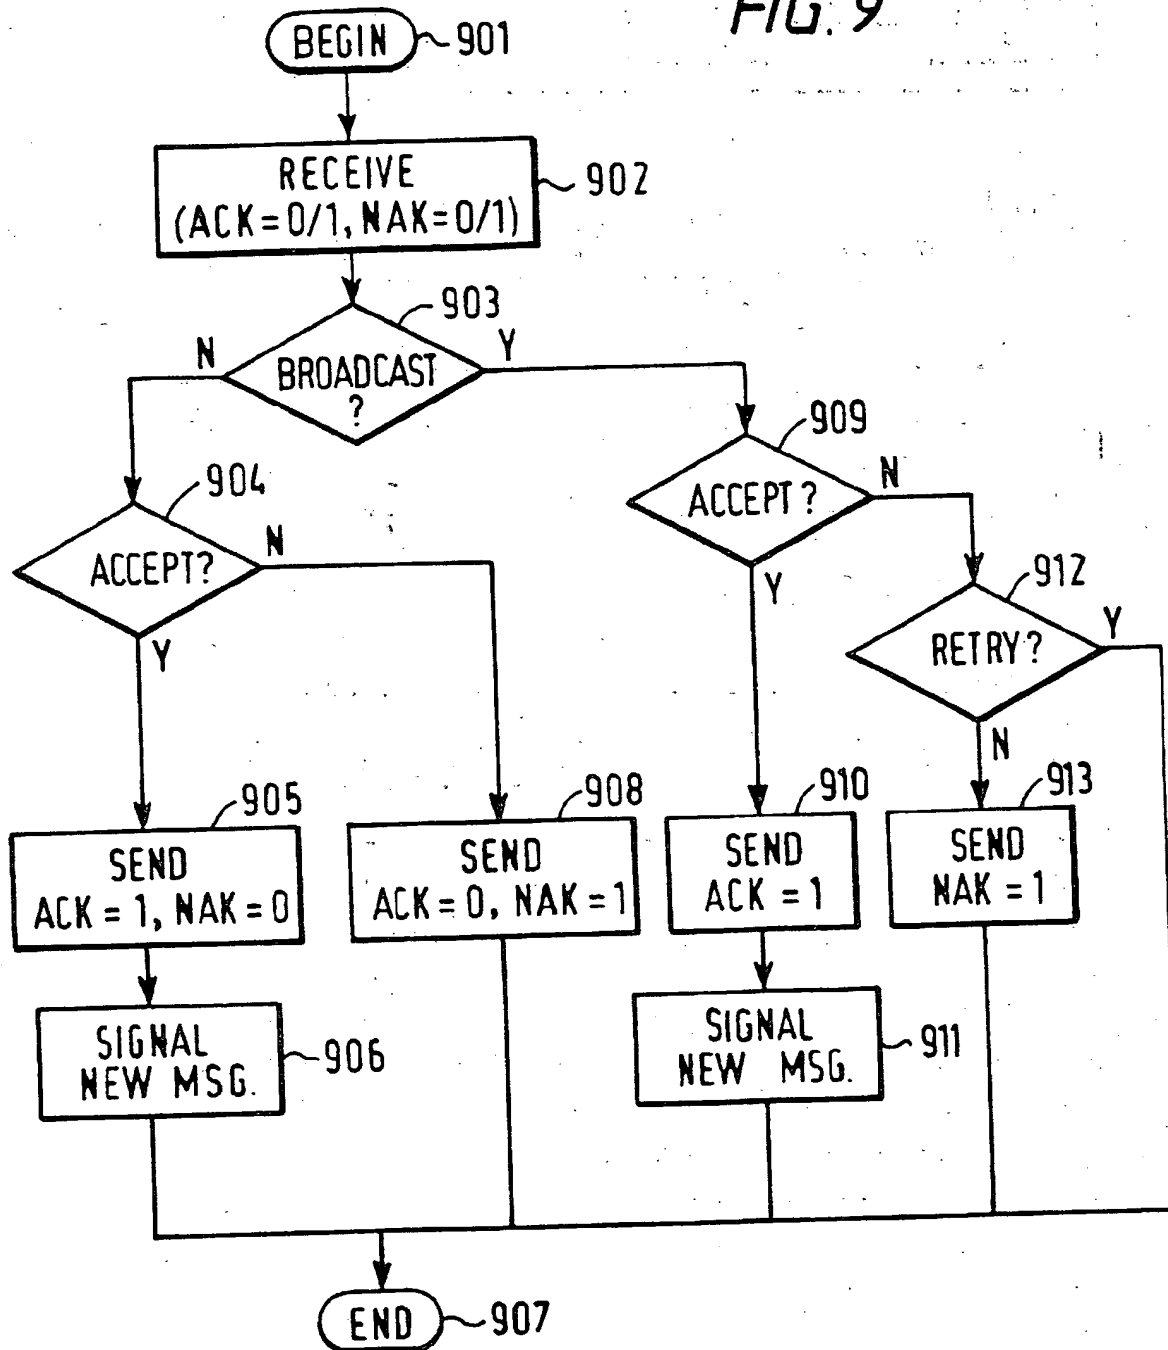 FIG. 9
BEGIN 901
RECEIVE
(ACK=0/1, NAK=0/1)
902
903
N
Y
BROADCAST
?
909
904
ACCEPT?
N
ACCEPT?
N
912
Y
Y
RETRY?
Y
N
905
908
910
913
SEND
ACK = 1, NAK=0
SEND
ACK=0, NAK=1
SEND
ACK = 1
SEND
NAK = 1
SIGNAL
NEW MSG.
906
SIGNAL
NEW MSG.
911
END 907